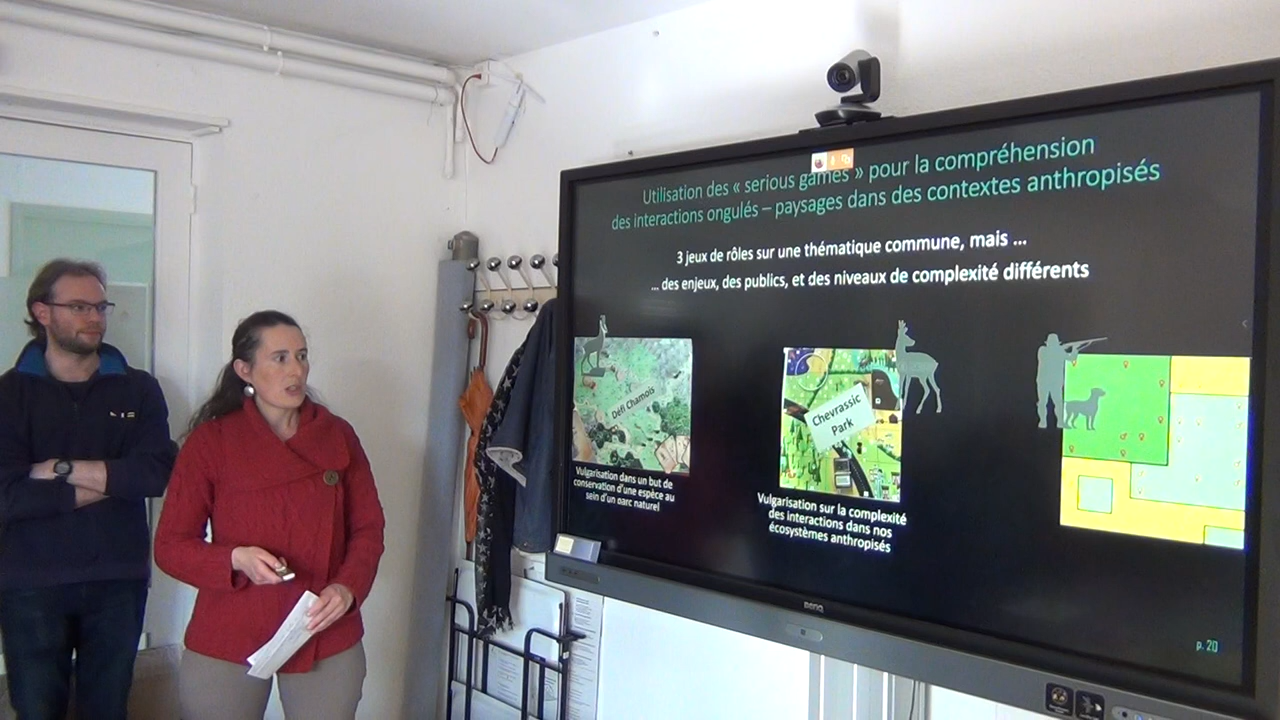 Utilisation des « serious games » pour la compréhension
des interactions ongulés – paysages dans des contextes anthropisés
3 jeux de rôles sur une thématique commune, mais ...
... des enjeux, des publics, et des niveaux de complexité différents
Défi Chamois
Vulgarisation dans un but de
conservation d'une espèce au
sein d'un parc naturel
Chevrassic
Park
Vulgarisation sur la complexité
des interactions dans nos
écosystèmes anthropisés
p. 20
BenQ